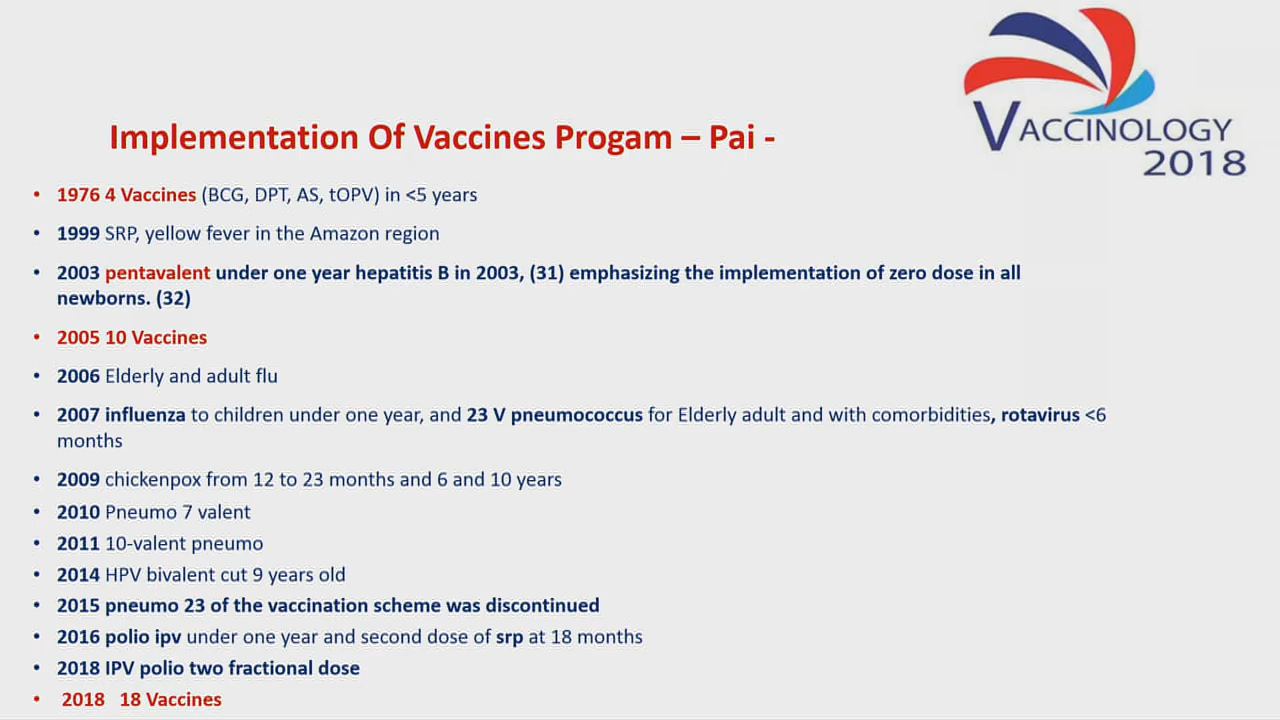 VACCINOLOGY
2018
Implementation Of Vaccines Progam – Pai -
• 1976 4 Vaccines (BCG, DPT, AS, tOPV) in <5 years
• 1999 SRP, yellow fever in the Amazon region
• 2003 pentavalent under one year hepatitis B in 2003, (31) emphasizing the implementation of zero dose in all
newborns. (32)
• 2005 10 Vaccines
• 2006 Elderly and adult flu
• 2007 influenza to children under one year, and 23 V pneumococcus for Elderly adult and with comorbidities, rotavirus <6
months
• 2009 chickenpox from 12 to 23 months and 6 and 10 years
• 2010 Pneumo 7 valent
• 2011 10-valent pneumo
• 2014 HPV bivalent cut 9 years old
• 2015 pneumo 23 of the vaccination scheme was discontinued
• 2016 polio ipv under one year and second dose of srp at 18 months
• 2018 IPV polio two fractional dose
• 2018 18 Vaccines